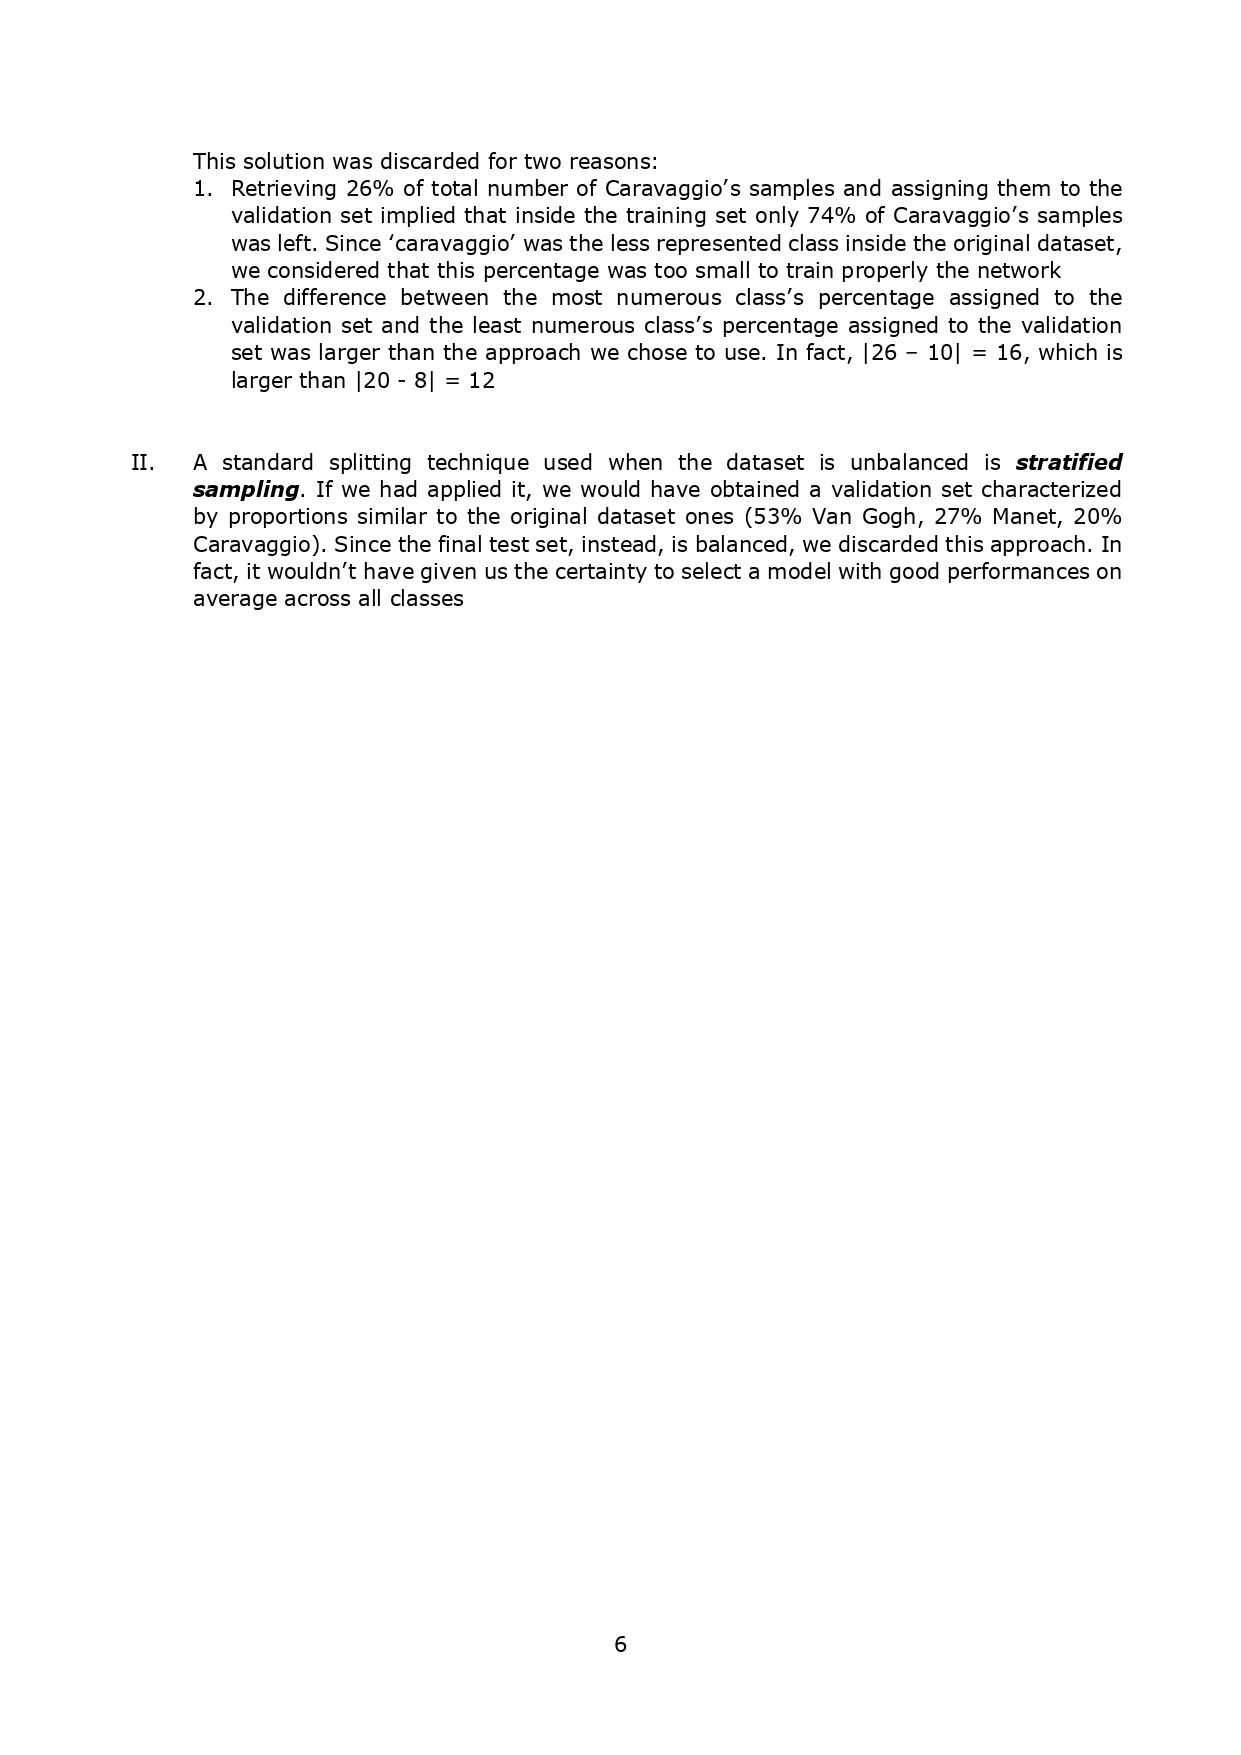 This solution was discarded for two reasons:
1. Retrieving 26% of total number of Caravaggio’s samples and assigning them to the
validation set implied that inside the training set only 74% of Caravaggio’s samples
was left. Since ‘caravaggio’ was the less represented class inside the original dataset,
we considered that this percentage was too small to train properly the network
2. The difference between the most numerous class’s percentage assigned to the
validation set and the least numerous class’s percentage assigned to the validation
set was larger than the approach we chose to use. In fact, |26 – 10| = 16, which is
larger than |20 - 8| = 12
II. A standard splitting technique used when the dataset is unbalanced is stratified
sampling. If we had applied it, we would have obtained a validation set characterized
by proportions similar to the original dataset ones (53% Van Gogh, 27% Manet, 20%
Caravaggio). Since the final test set, instead, is balanced, we discarded this approach. In
fact, it wouldn’t have given us the certainty to select a model with good performances on
average across all classes
6